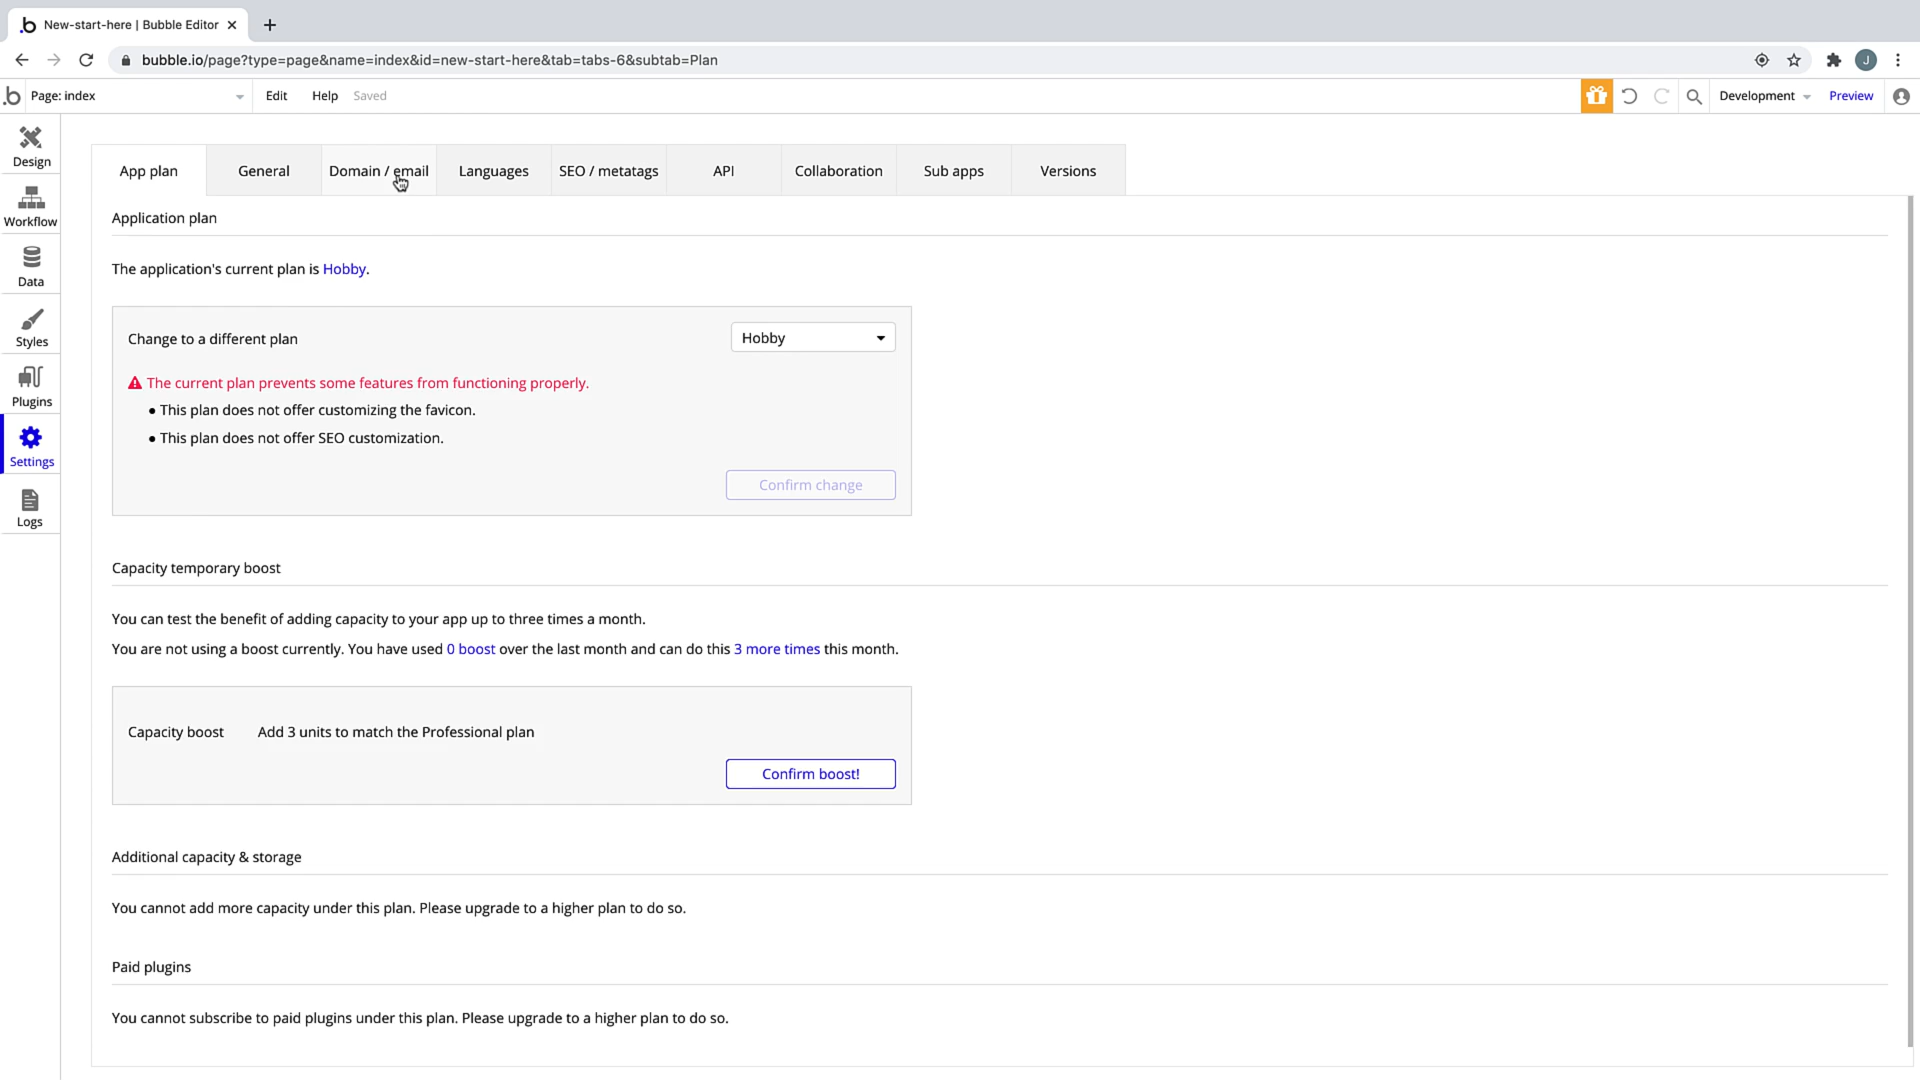 New-start-here | Bubble Editor
bubble.io/page?type=page&name=index&id=new-start-here&tab=tabs-6&subtab=Plan
J
.b Page: index Edit Help Saved Development Preview
Design
Workflow
Data
Styles
Plugins
Settings
Logs
App plan General Domain / email Languages SEO / metatags API Collaboration Sub apps Versions
Application plan
The application's current plan is Hobby.
Change to a different plan Hobby
The current plan prevents some features from functioning properly.
● This plan does not offer customizing the favicon.
● This plan does not offer SEO customization.
Confirm change
Capacity temporary boost
You can test the benefit of adding capacity to your app up to three times a month.
You are not using a boost currently. You have used 0 boost over the last month and can do this 3 more times this month.
Capacity boost Add 3 units to match the Professional plan
Confirm boost!
Additional capacity & storage
You cannot add more capacity under this plan. Please upgrade to a higher plan to do so.
Paid plugins
You cannot subscribe to paid plugins under this plan. Please upgrade to a higher plan to do so.